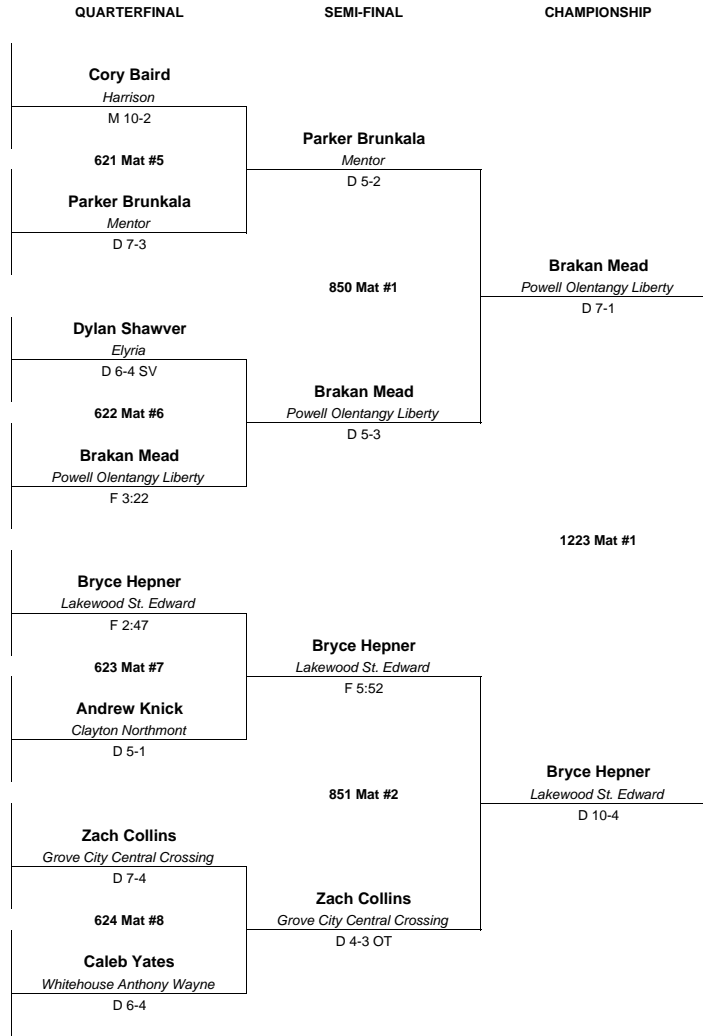 QUARTERFINAL SEMI-FINAL CHAMPIONSHIP
Cory Baird
Harrison
M 10-2
621 Mat #5
Parker Brunkala
Mentor
D 7-3
Parker Brunkala
Mentor
D 5-2
850 Mat #1
Dylan Shawver
Elyria
D 6-4 SV
622 Mat #6
Brakan Mead
Powell Olentangy Liberty
F 3:22
Brakan Mead
Powell Olentangy Liberty
D 5-3
Brakan Mead
Powell Olentangy Liberty
D 7-1
1223 Mat #1
Bryce Hepner
Lakewood St. Edward
F 2:47
623 Mat #7
Andrew Knick
Clayton Northmont
D 5-1
Bryce Hepner
Lakewood St. Edward
F 5:52
851 Mat #2
Zach Collins
Grove City Central Crossing
D 7-4
624 Mat #8
Caleb Yates
Whitehouse Anthony Wayne
D 6-4
Zach Collins
Grove City Central Crossing
D 4-3 OT
Bryce Hepner
Lakewood St. Edward
D 10-4